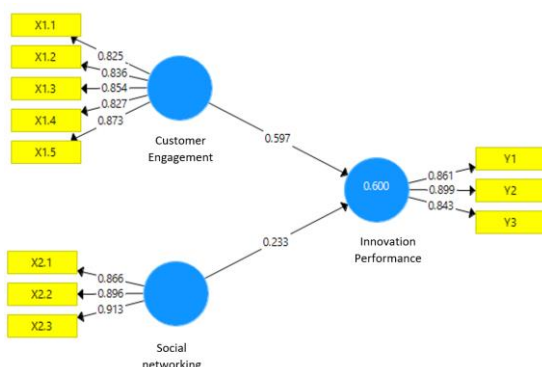 X1.1
X1.2
X1.3
X1.4
X1.5
0.825
0.836
0.854
0.827
0.873
Customer
Engagement
0.597
0.600
Innovation
Performance
0.861
0.899
0.843
Y1
Y2
Y3
0.233
X2.1
X2.2
X2.3
0.866
0.896
0.913
Social
networking